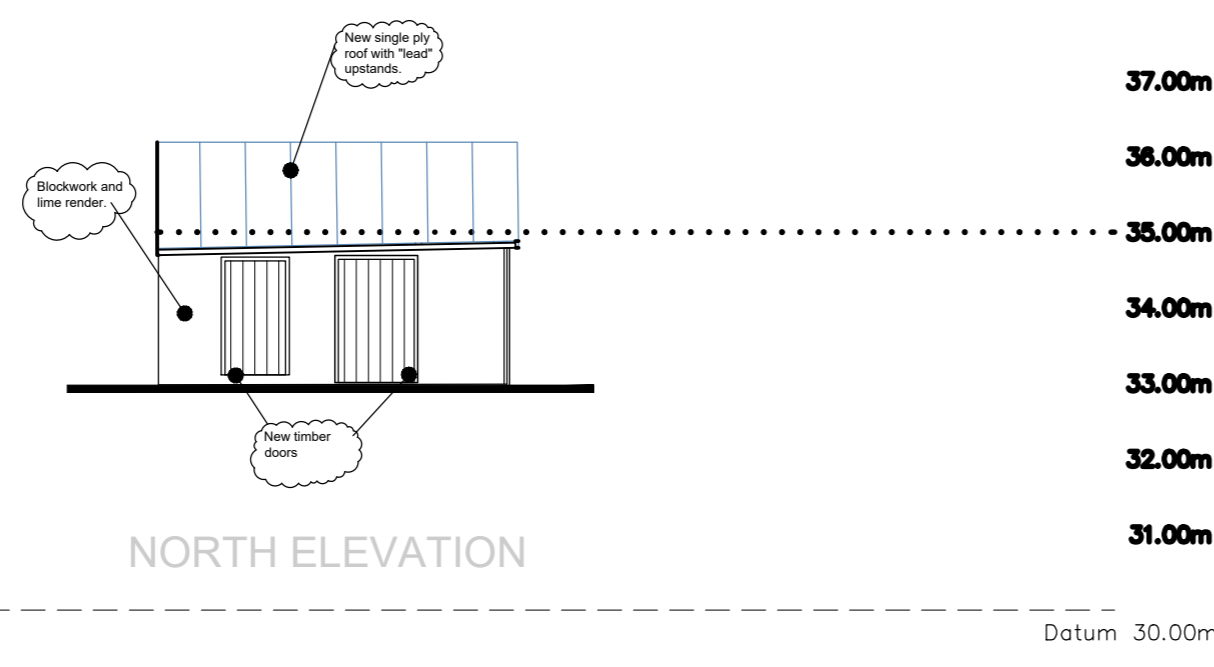 New single ply
roof with "lead"
upstands.
37.00m
36.00m
Blockwork and
lime render.
35.00m
34.00m
33.00m
New timber
doors
32.00m
31.00m
NORTH ELEVATION
Datum 30.00m